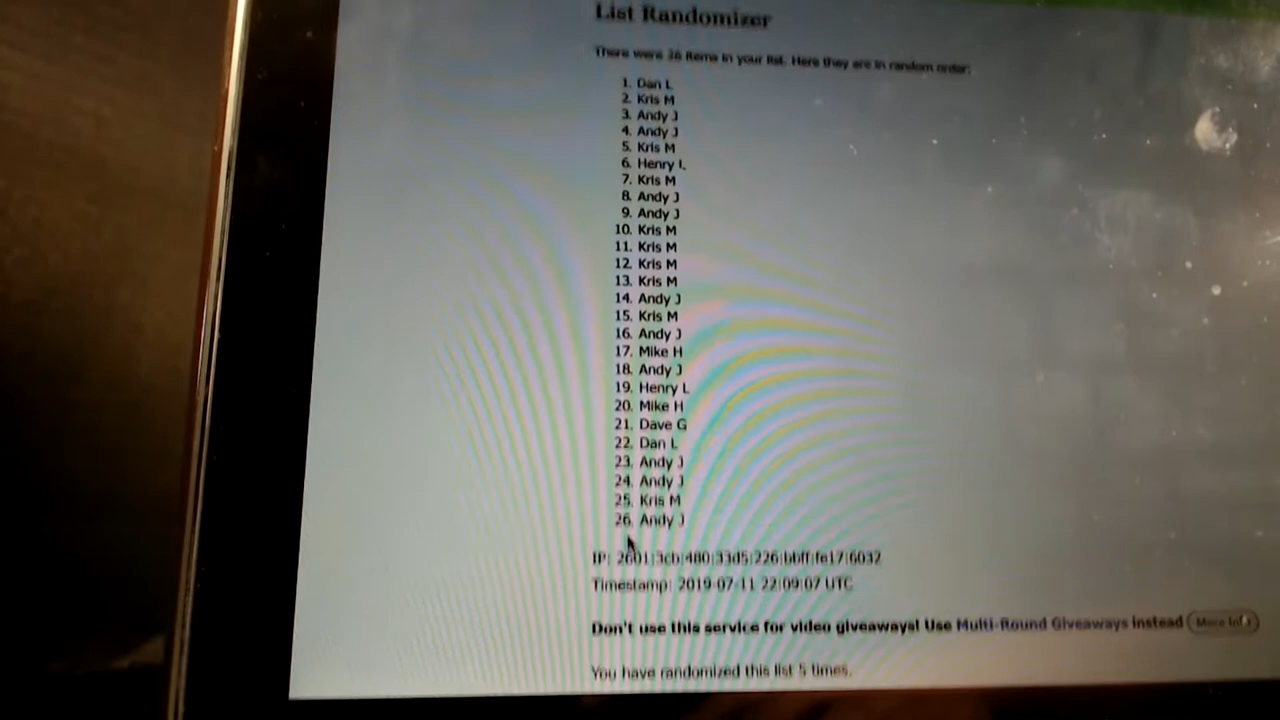 List Randomizer
There were 26 items in your list. Here they are in random order:
1. Dan L
2. Kris M
3. Andy J
4. Andy J
5. Kris M
6. Henry L
7. Kris M
8. Andy J
9. Andy J
10. Kris M
11. Kris M
12. Kris M
13. Kris M
14. Andy J
15. Kris M
16. Andy J
17. Mike H
18. Andy J
19. Henry L
20. Mike H
21. Dave G
22. Dan L
23. Andy J
24. Andy J
25. Kris M
26. Andy J
IP: 2601:3cb:480:33d5:226:bbff:fe17:6032
Timestamp: 2019-07-11 22:09:07 UTC
Don't use this service for video giveaways! Use Multi-Round Giveaways instead More Info
You have randomized this list 5 times.